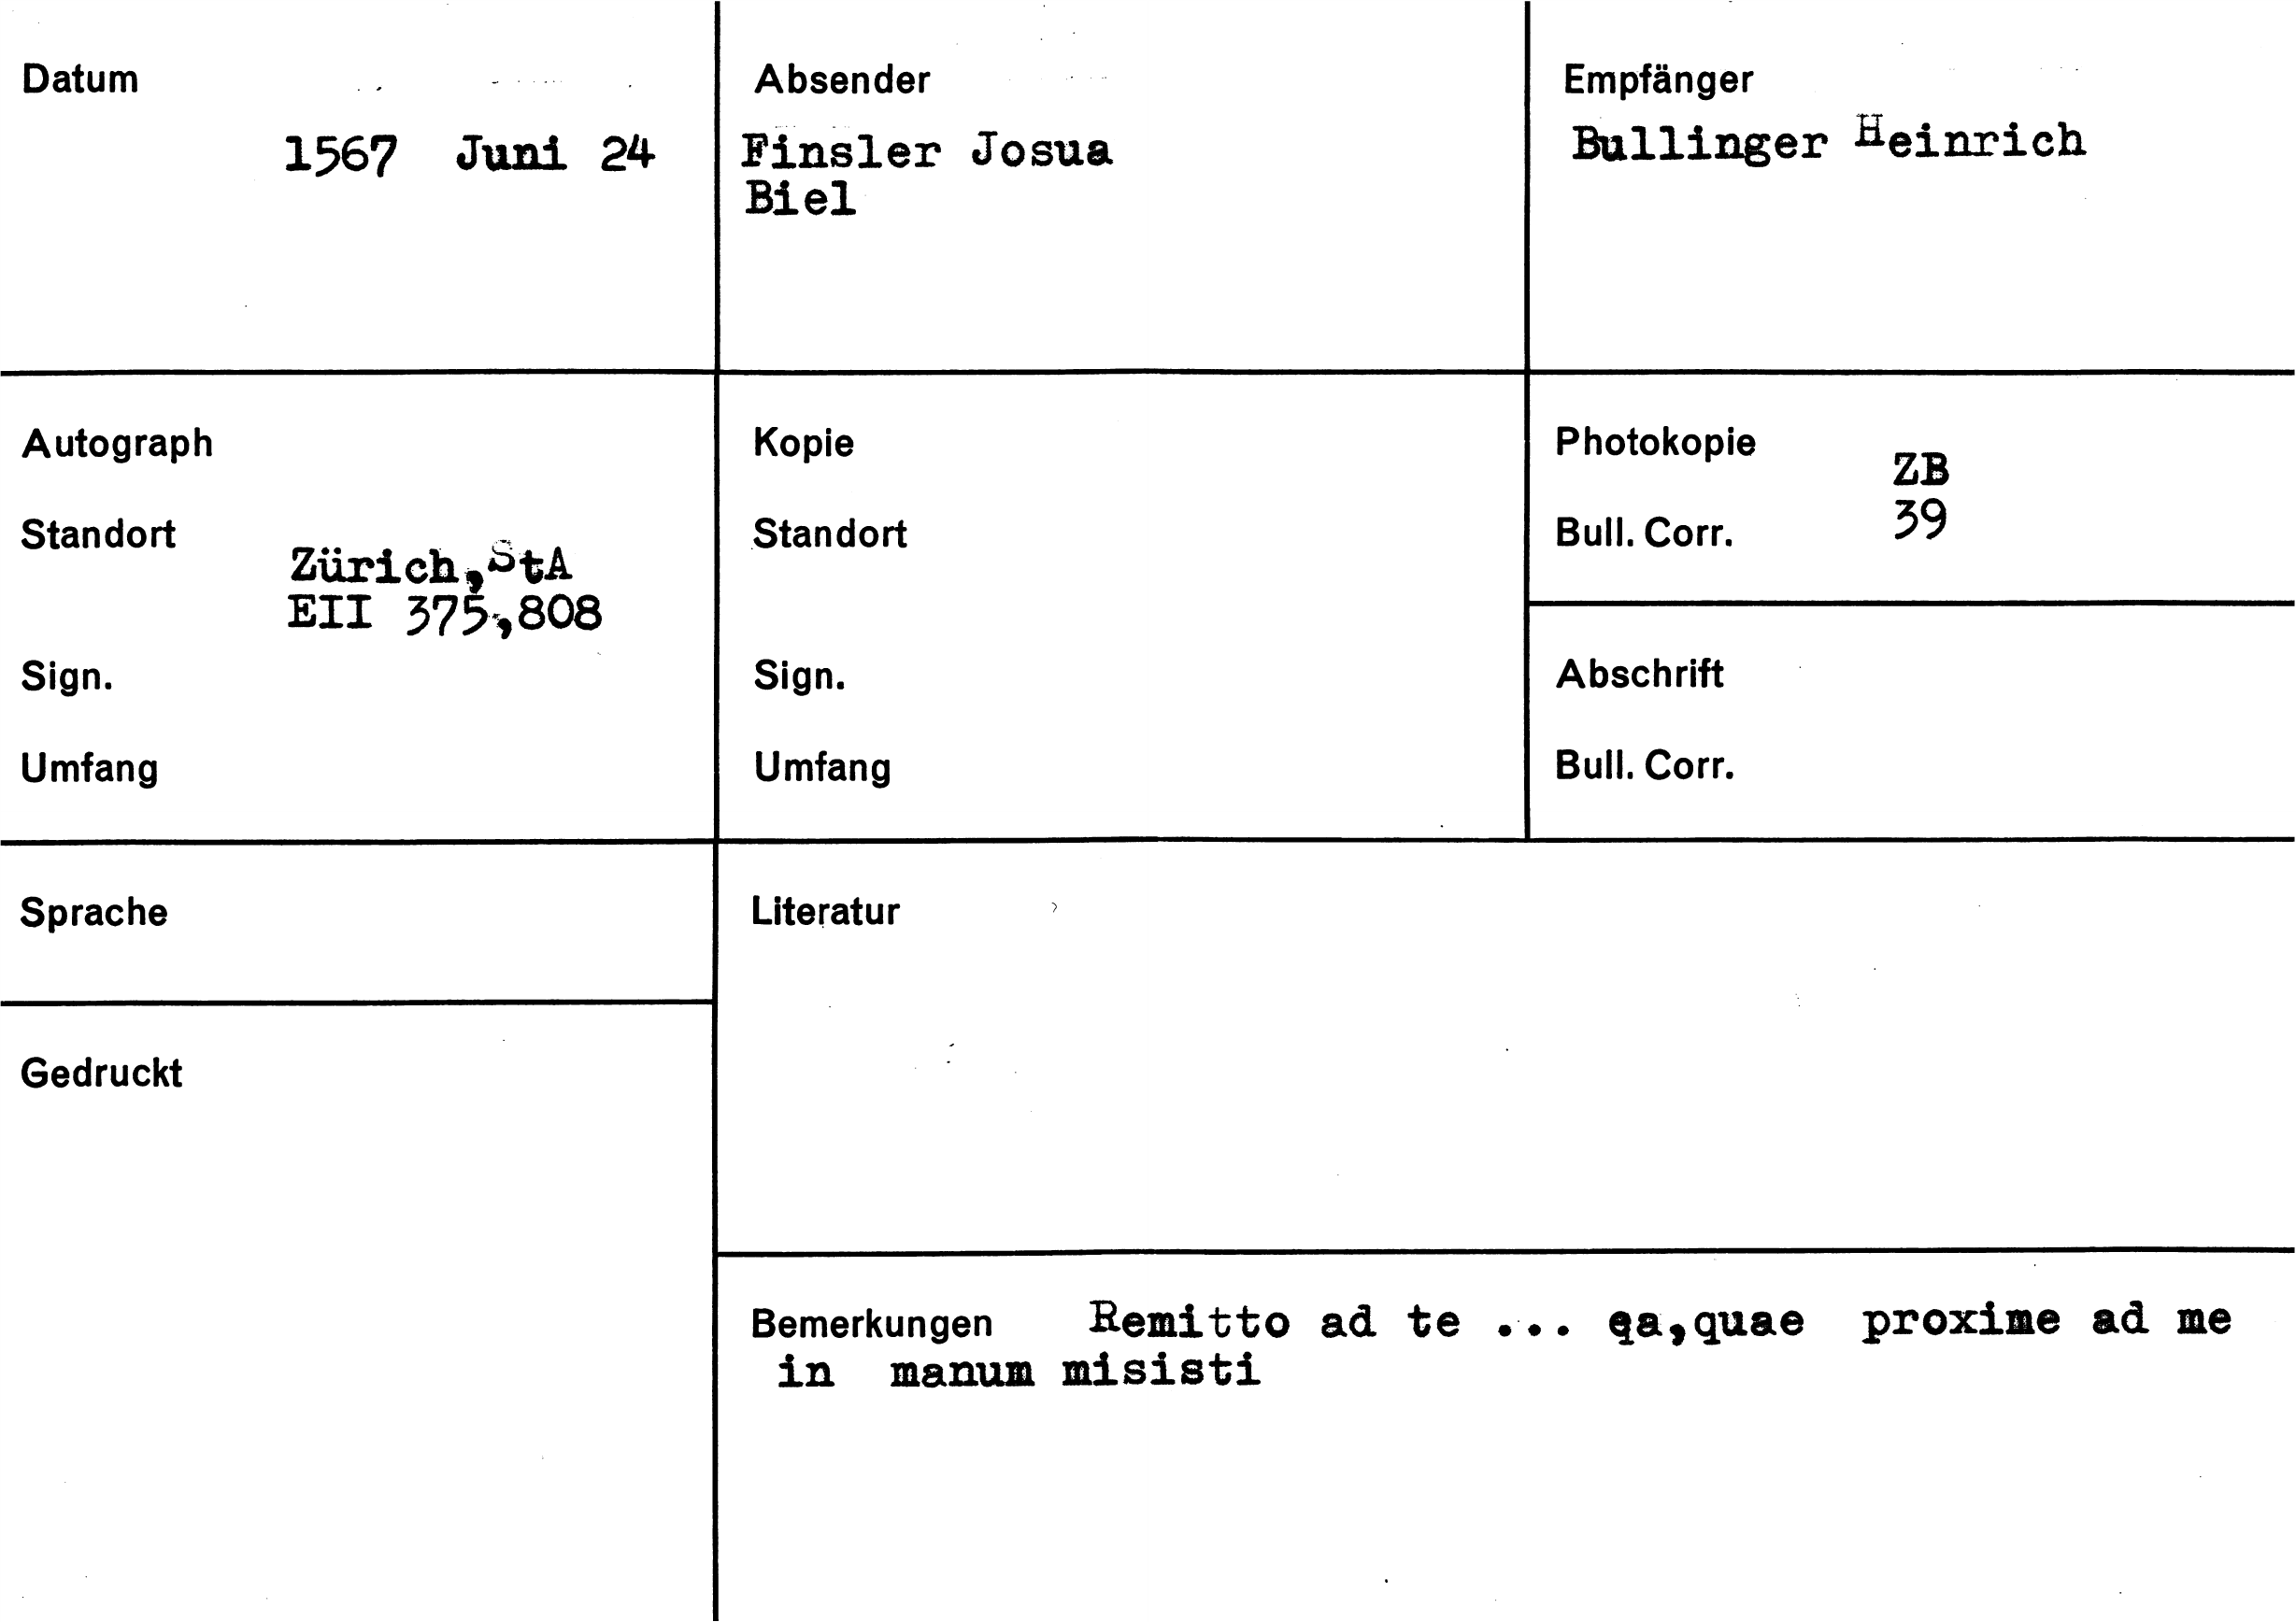 Datum
1567 Juni 24
Absender
Finsler Josua
Biel
Empfänger
Bullinger Heinrich
Autograph
Standort
Zürich,StA
EII 375,808
Sign.
Umfang
Kopie
Standort
Sign.
Umfang
Photokopie
ZB
Bull. Corr. 39
Abschrift
Bull. Corr.
Sprache
Gedruckt
Literatur
Bemerkungen Remitto ad te ... ea,quae proxime ad me
in manum misisti